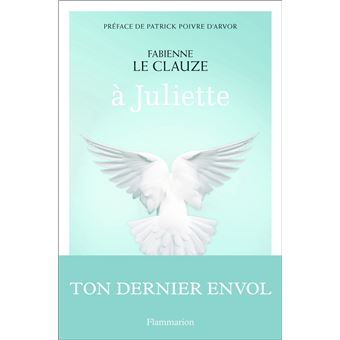 PRÉFACE DE PATRICK POIVRE D'ARVOR
FABIENNE
LE CLAUZE
à Juliette
TON DERNIER ENVOL
Flammarion